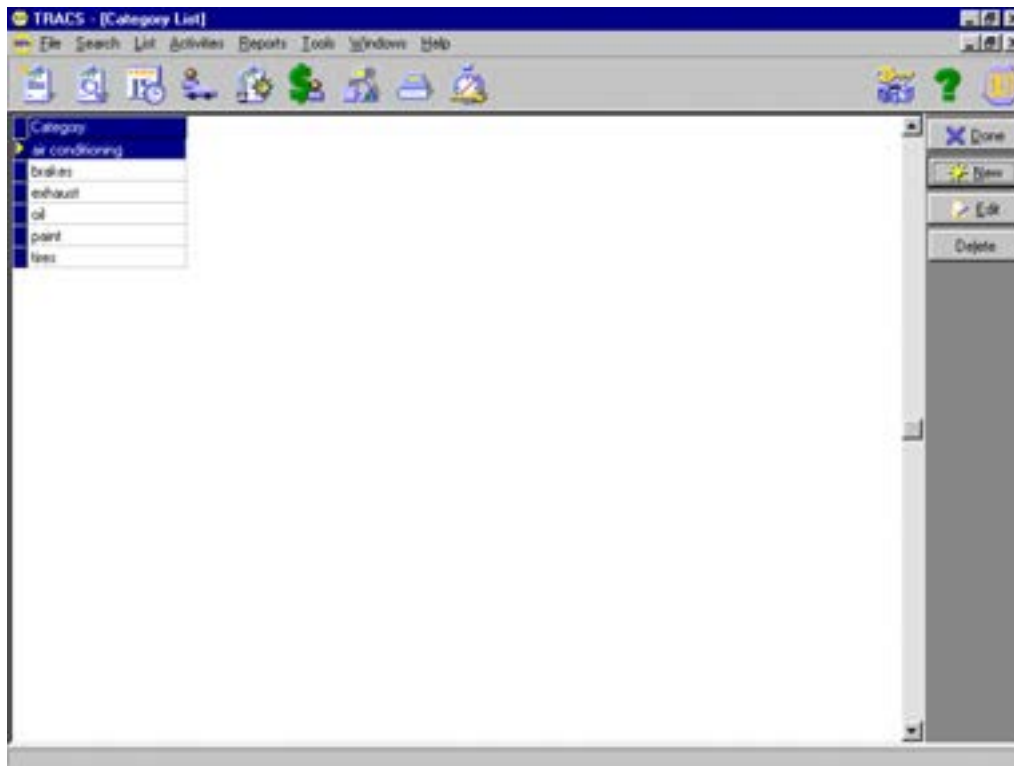 TRACS - [Category List]
File Search List Activities Reports Tools Windows Help
Category
air conditioning
brakes
exhaust
oil
paint
tires
Done
New
Edit
Delete